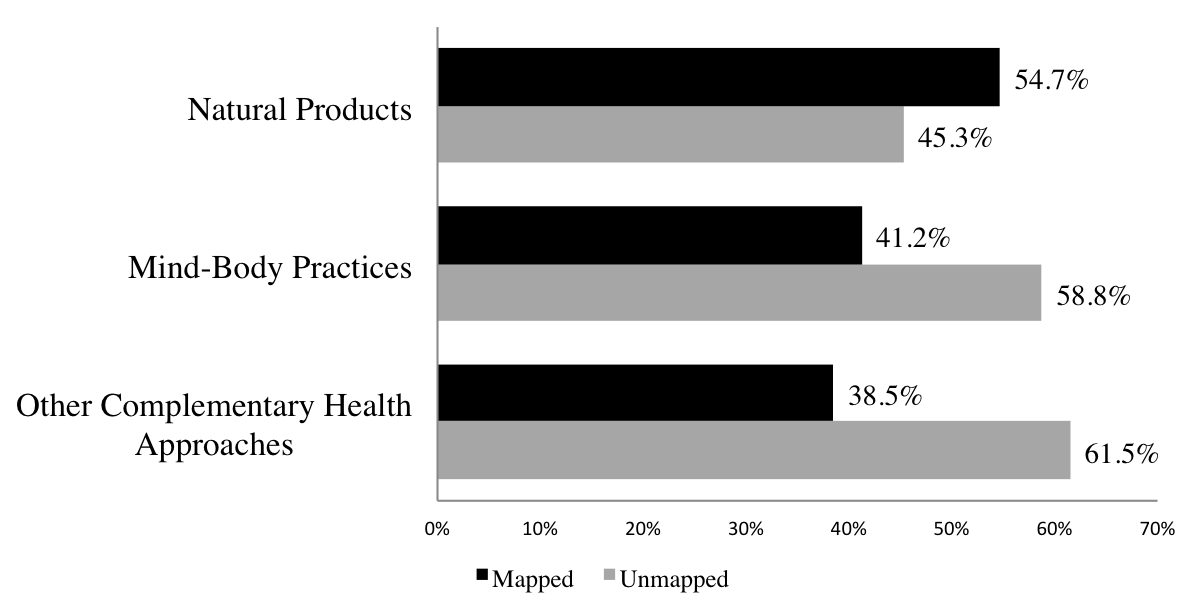 Natural Products
54.7%
45.3%
Mind-Body Practices
41.2%
58.8%
Other Complementary Health
Approaches
38.5%
61.5%
0% 10% 20% 30% 40% 50% 60% 70%
Mapped Unmapped